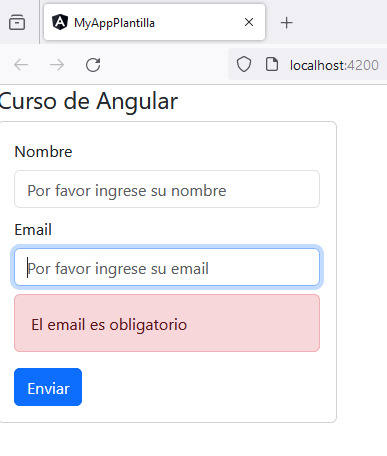 MyAppPlantilla
localhost:4200
Curso de Angular
Nombre
Por favor ingrese su nombre
Email
Por favor ingrese su email
El email es obligatorio
Enviar